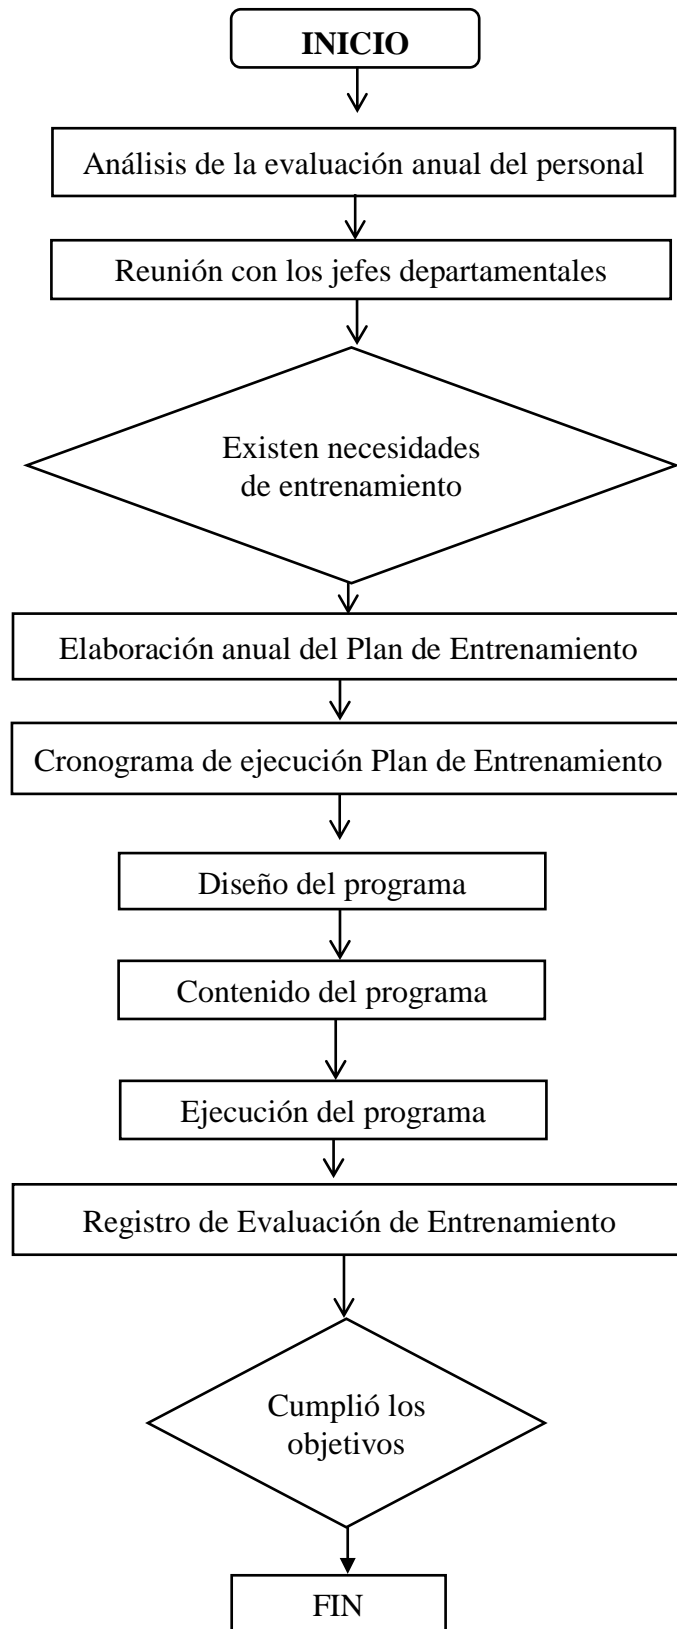 INICIO
Análisis de la evaluación anual del personal
Reunión con los jefes departamentales
Existen necesidades
de entrenamiento
Elaboración anual del Plan de Entrenamiento
Cronograma de ejecución Plan de Entrenamiento
Diseño del programa
Contenido del programa
Ejecución del programa
Registro de Evaluación de Entrenamiento
Cumplió los
objetivos
FIN